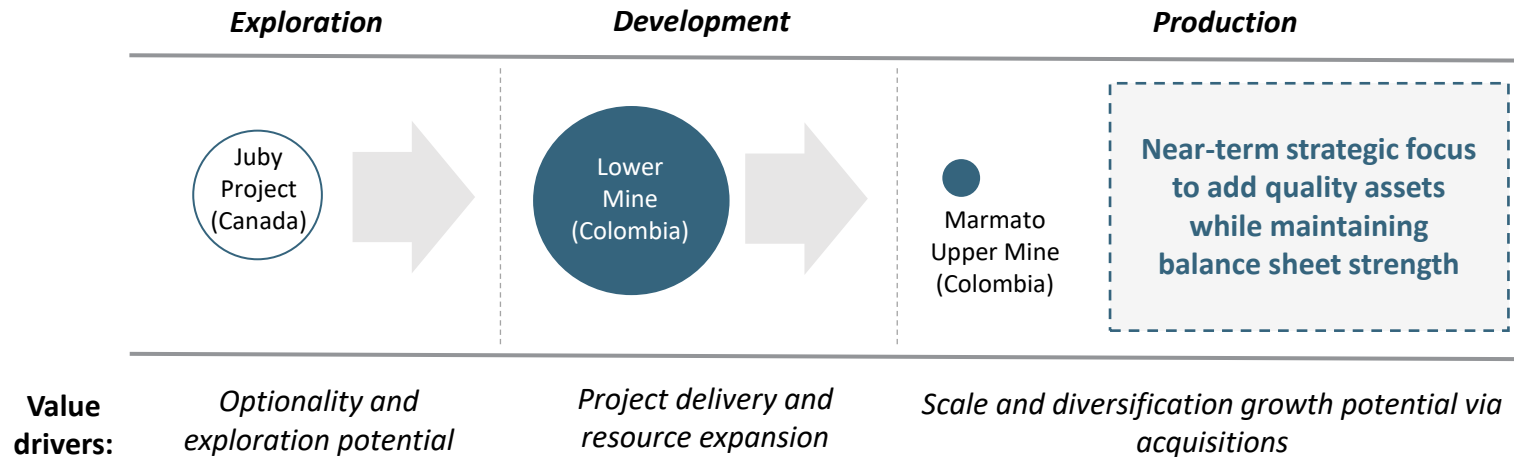 Exploration
Development
Production
Juby
Project
(Canada)
Lower
Mine
(Colombia)
Marmato
Upper Mine
(Colombia)
Near-term strategic focus
to add quality assets
while maintaining
balance sheet strength
Value
drivers:
Optionality and
exploration potential
Project delivery and
resource expansion
Scale and diversification growth potential via
acquisitions